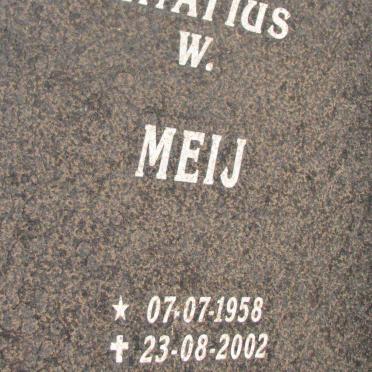 W.
MEIJ
★ 07-07-1958
✝ 23-08-2002